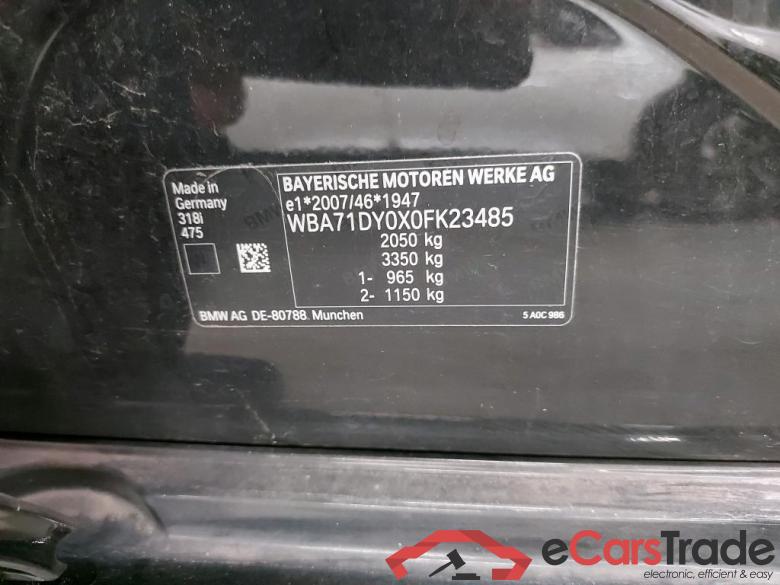 Made in
Germany
318i
475
BAYERISCHE MOTOREN WERKE AG
e1*2007/46*1947
WBA71DY0X0FK23485
2050 kg
3350 kg
1- 965 kg
2- 1150 kg
BMW AG DE-80788 Munchen
5 A0C 986
eCarsTrade
electronic, efficient & easy